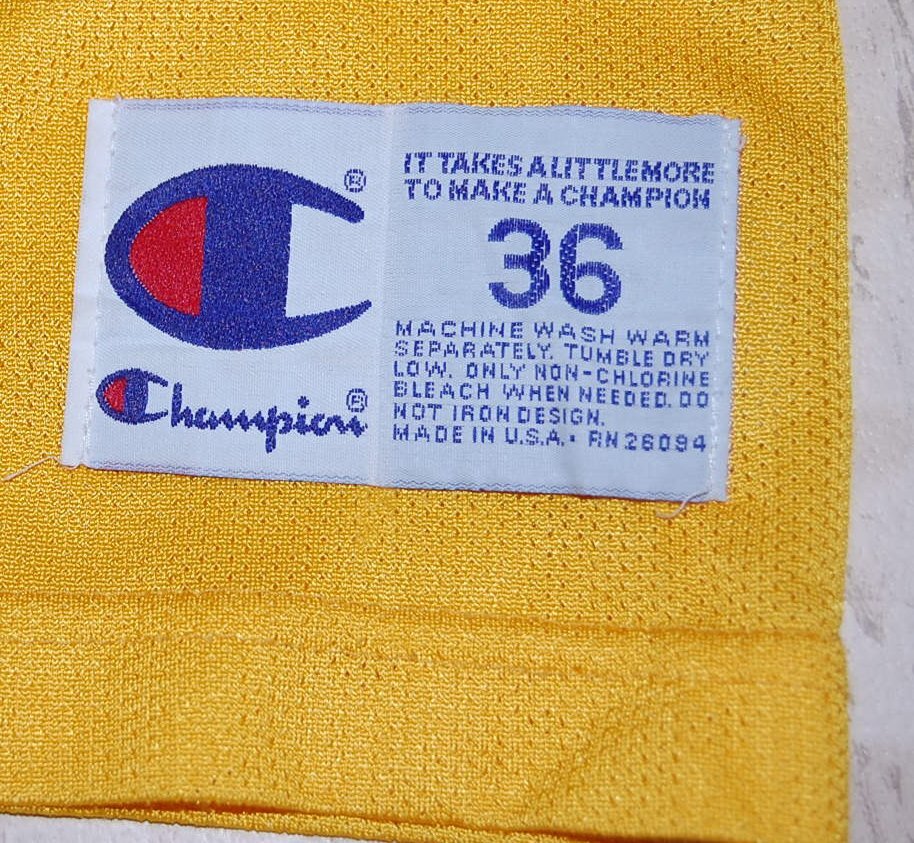 ®
Champion®
IT TAKES A LITTLE MORE
TO MAKE A CHAMPION
36
MACHINE WASH WARM
SEPARATELY. TUMBLE DRY
LOW. ONLY NON-CHLORINE
BLEACH WHEN NEEDED. DO
NOT IRON DESIGN.
MADE IN U.S.A. • RN 26094